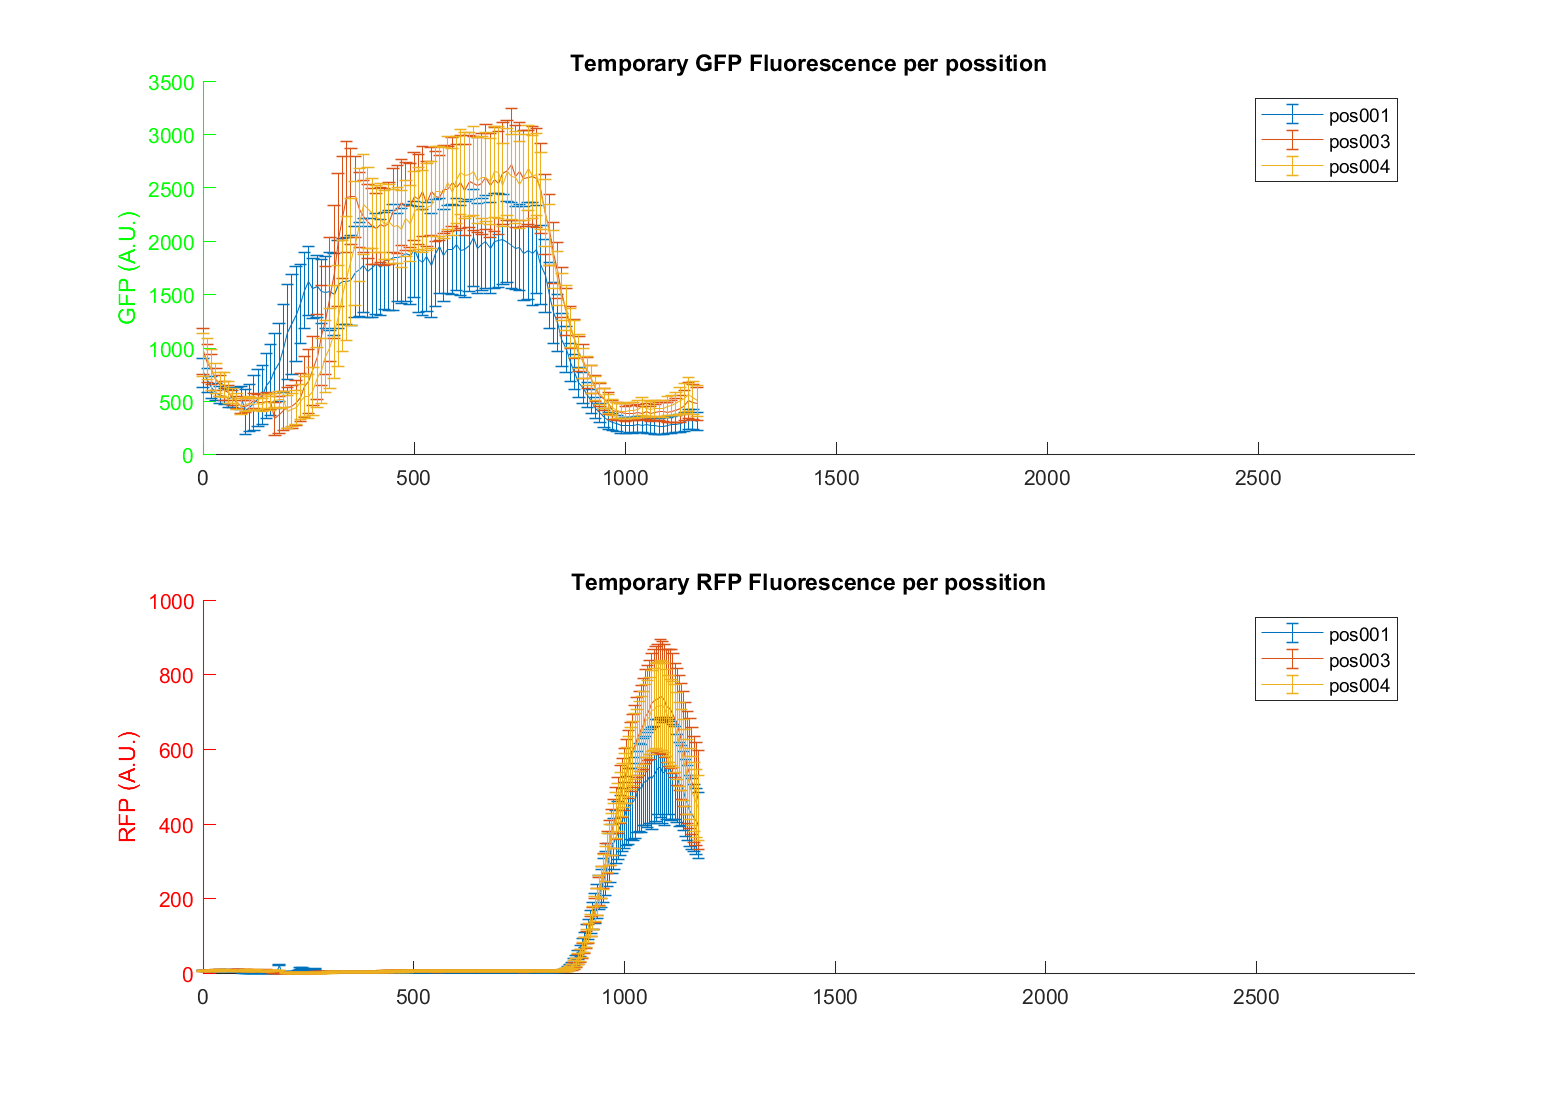 Temporary GFP Fluorescence per possition
3500
3000
2500
2000
1500
1000
500
0
GFP (A.U.)
0 500 1000 1500 2000 2500
pos001
pos003
pos004
Temporary RFP Fluorescence per possition
1000
800
600
400
200
0
RFP (A.U.)
0 500 1000 1500 2000 2500
pos001
pos003
pos004